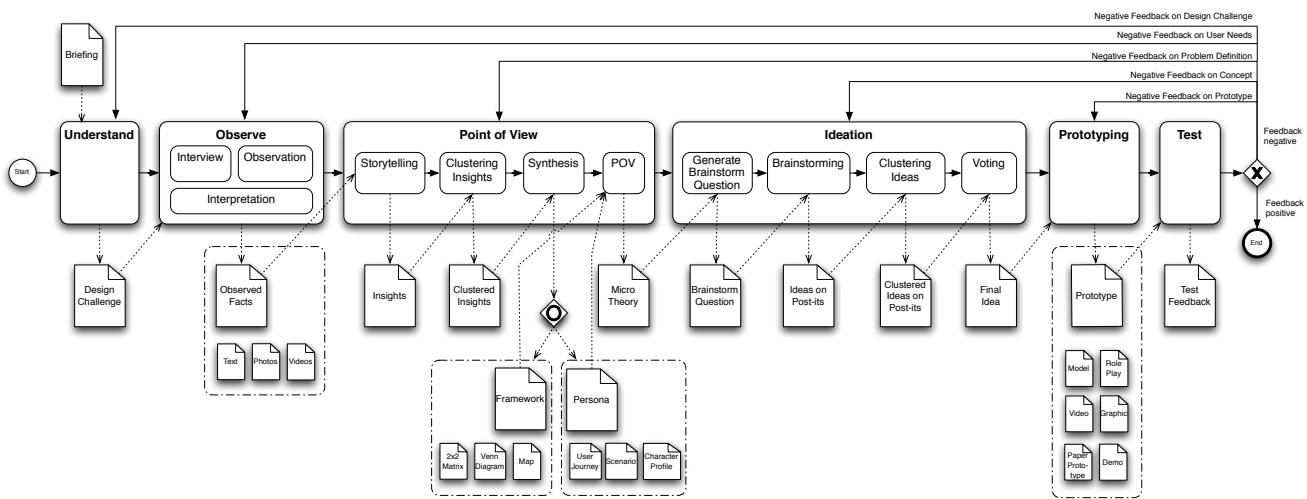 Negative Feedback on Design Challenge
Negative Feedback on User Needs
Negative Feedback on Problem Definition
Negative Feedback on Concept
Negative Feedback on Prototype
Briefing
Start
Understand
Observe
Interview
Observation
Interpretation
Point of View
Storytelling
Clustering
Insights
Synthesis
POV
Ideation
Generate
Brainstorm
Question
Brainstorming
Clustering
Ideas
Voting
Prototyping
Test
Feedback
negative
X
Feedback
positive
End
Design
Challenge
Observed
Facts
Text
Photos
Videos
Insights
Clustered
Insights
Micro
Theory
Brainstorm
Question
Ideas on
Post-its
Clustered
Ideas on
Post-its
Final
Idea
Prototype
Test
Feedback
Framework
2x2
Matrix
Venn
Diagram
Map
Persona
User
Journey
Scenario
Character
Profile
Model
Role
Play
Video
Graphic
Paper
Proto-
type
Demo